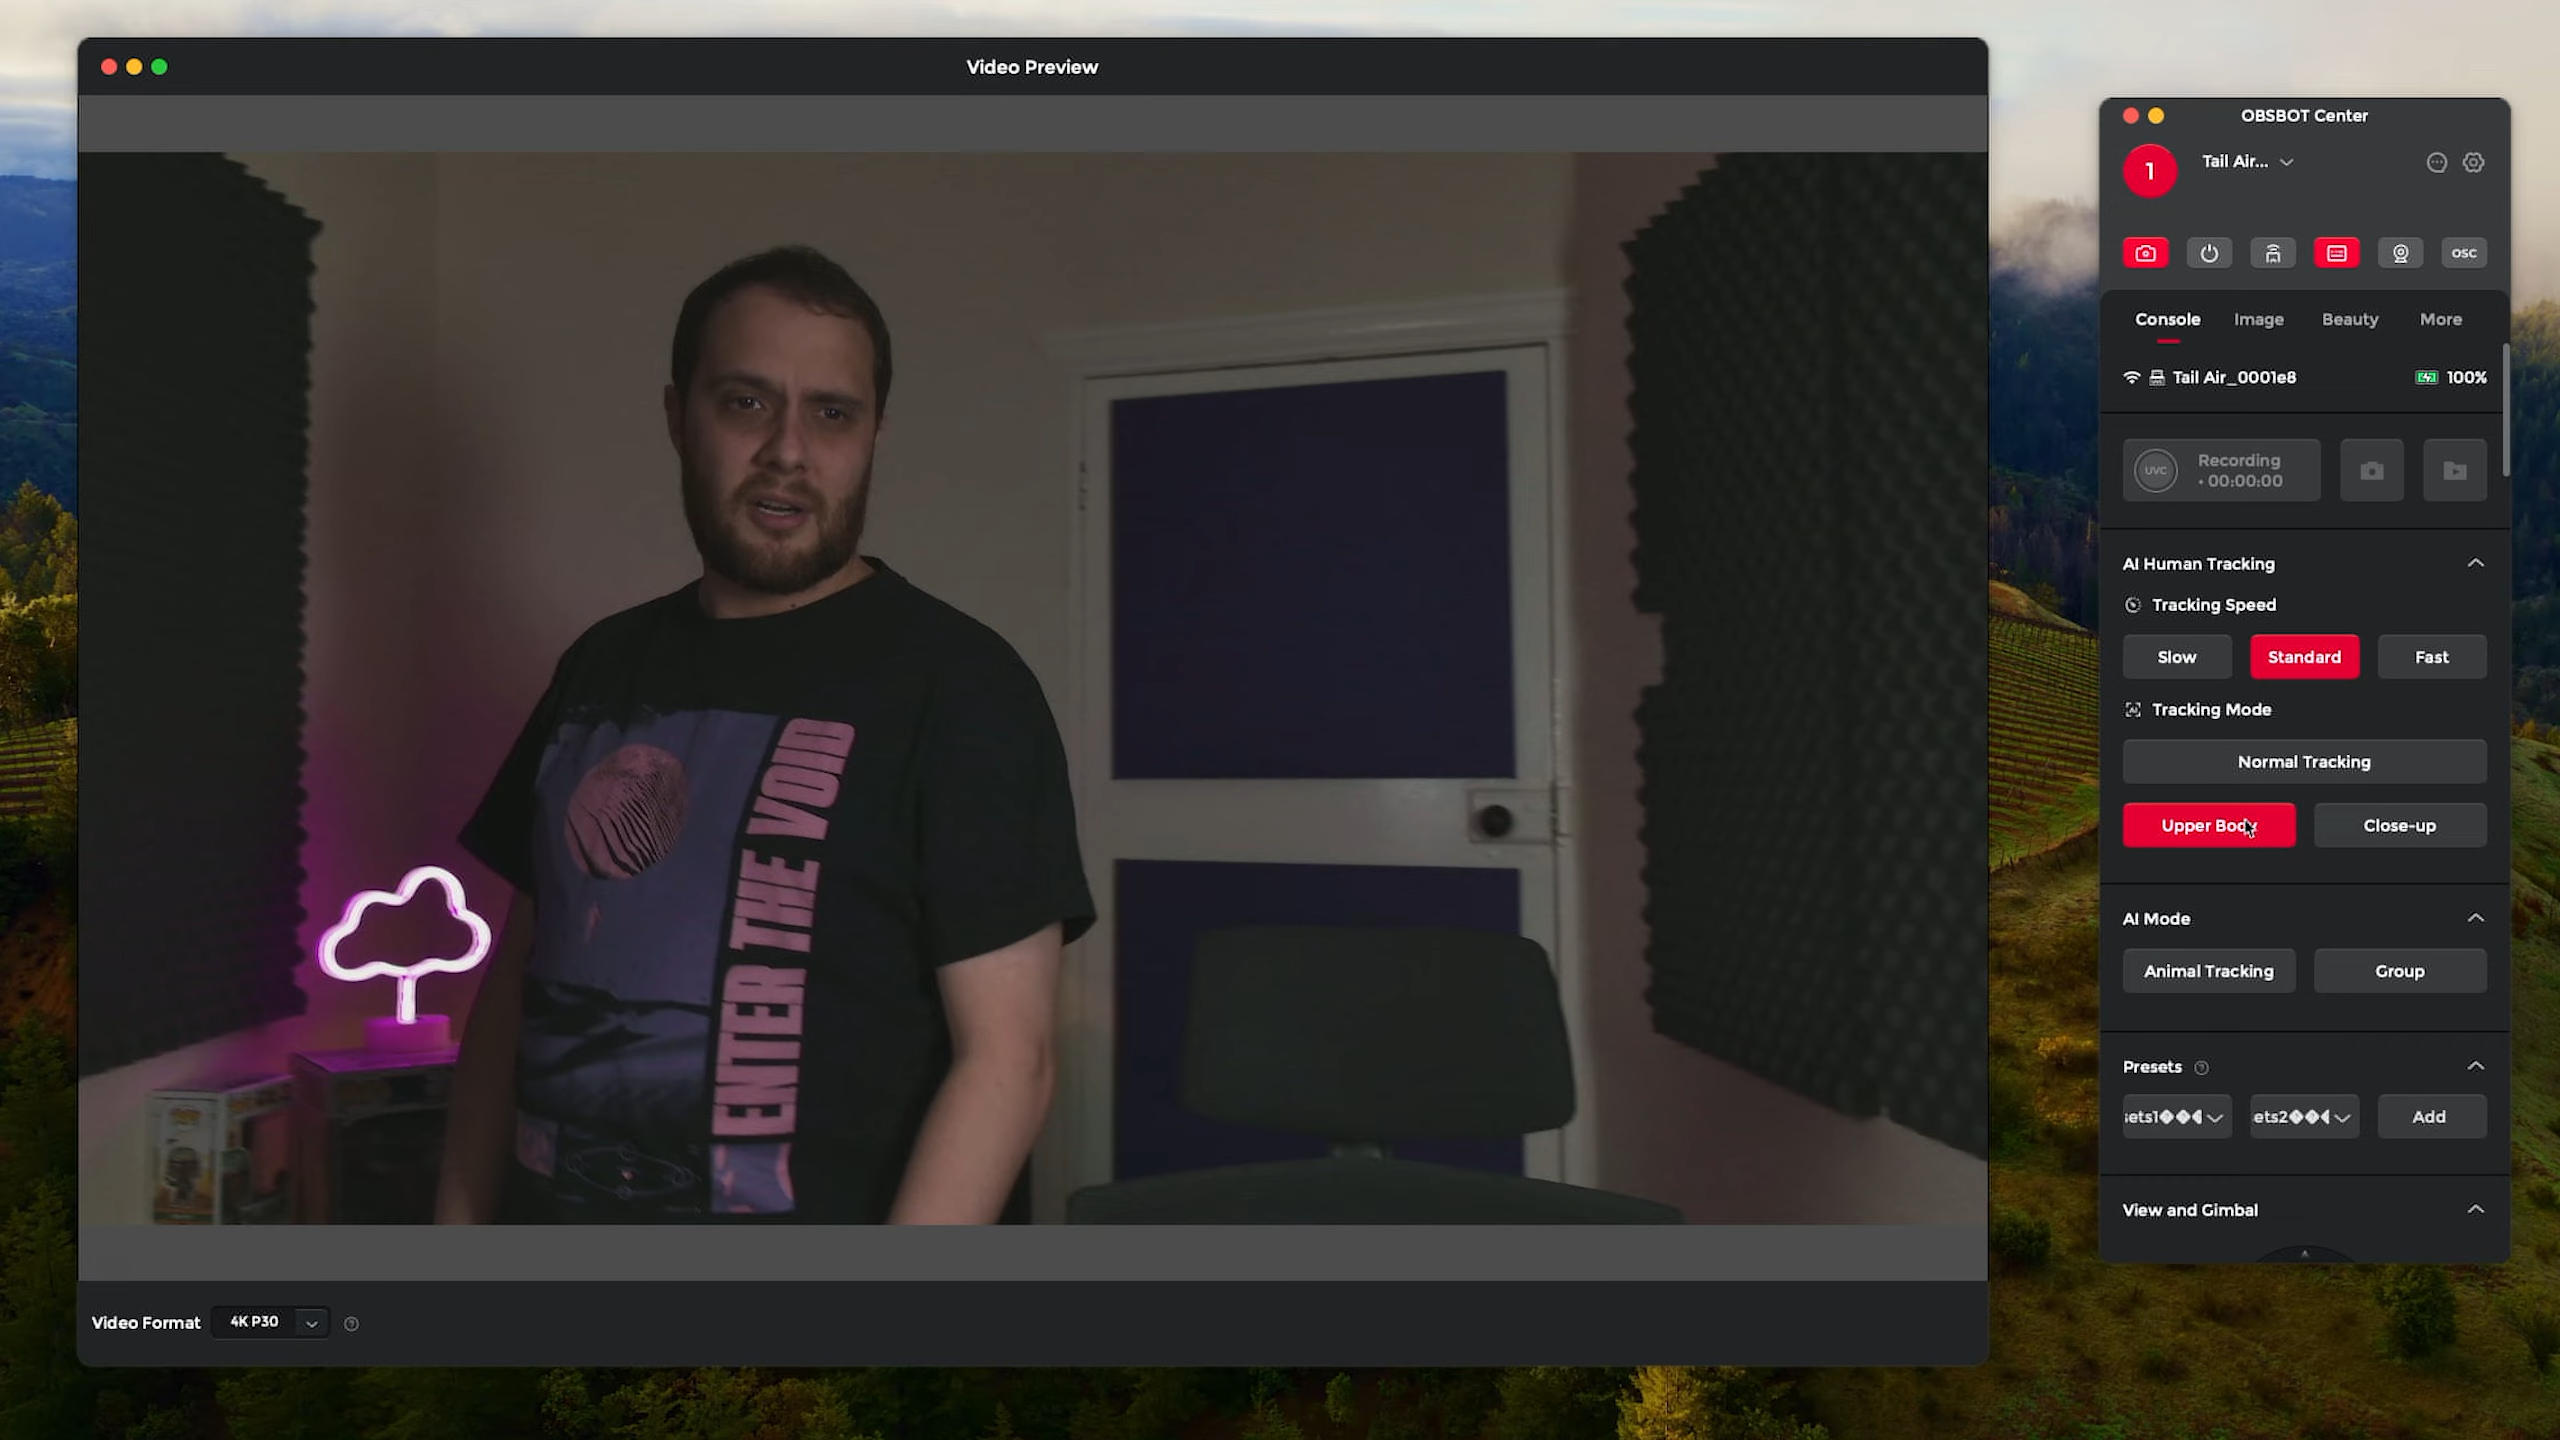 Video Preview
ENTER THE VOID
Video Format
4K P30
OBSBOT Center
1
Tail Air...
OSC
Console
Image
Beauty
More
Tail Air_0001e8
100%
UVC
Recording
• 00:00:00
AI Human Tracking
Tracking Speed
Slow
Standard
Fast
Tracking Mode
Normal Tracking
Upper Body
Close-up
AI Mode
Animal Tracking
Group
Presets
ets1���
ets2���
Add
View and Gimbal